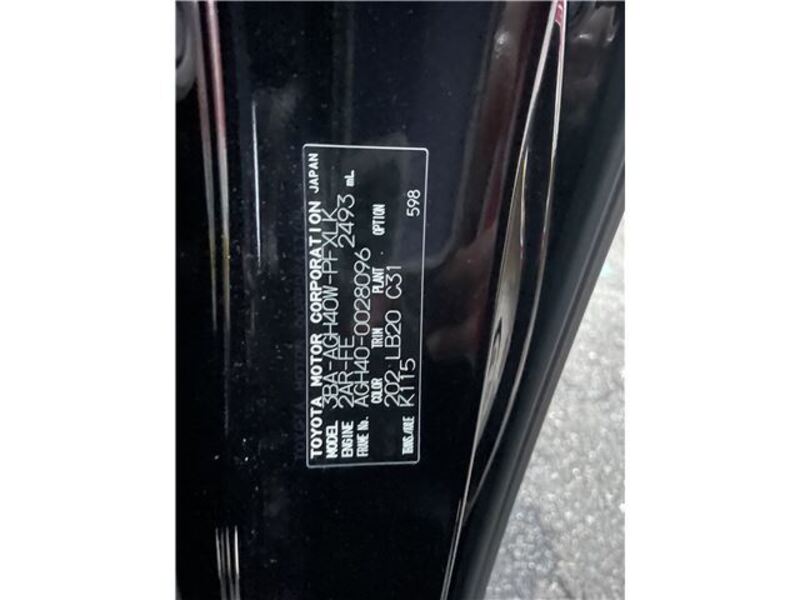 TOYOTA MOTOR CORPORATION JAPAN
MODEL 3BA-AGH40W-PFXLK
ENGINE 2AR-FE 2493 mL
FRAME No. AGH40-0028096
COLOR TRIM PLANT OPTION
202 LB20 C31
TRANS./AXLE K115 598